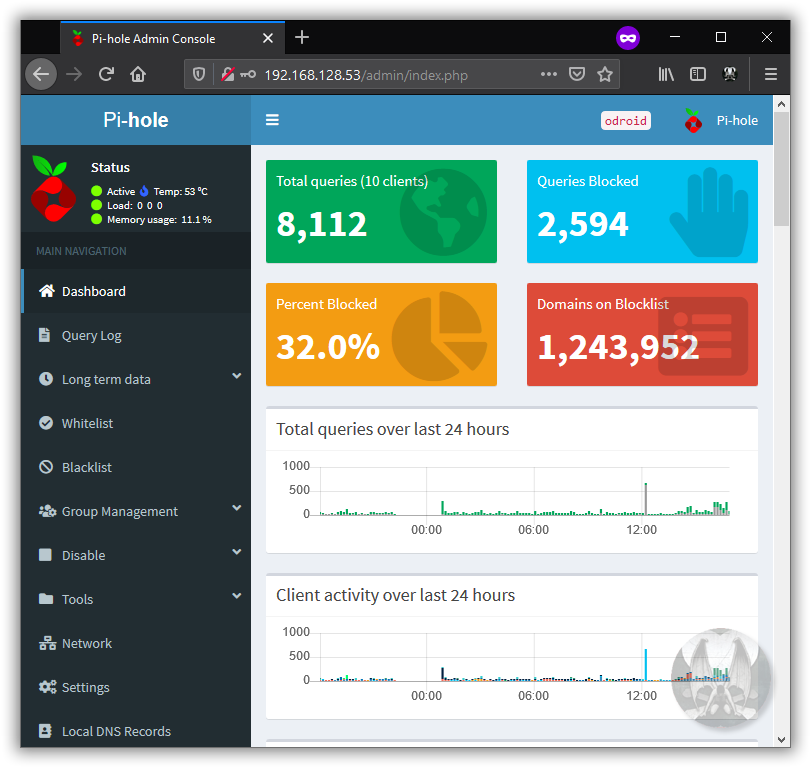 Pi-hole Admin Console
192.168.128.53/admin/index.php
Pi-hole
odroid
Pi-hole
Status
Active Temp: 53 °C
Load: 0 0 0
Memory usage: 11.1 %
MAIN NAVIGATION
Dashboard
Query Log
Long term data
Whitelist
Blacklist
Group Management
Disable
Tools
Network
Settings
Local DNS Records
Total queries (10 clients)
8,112
Queries Blocked
2,594
Percent Blocked
32.0%
Domains on Blocklist
1,243,952
Total queries over last 24 hours
1000
500
0
00:00 06:00 12:00
Client activity over last 24 hours
1000
500
0
00:00 06:00 12:00